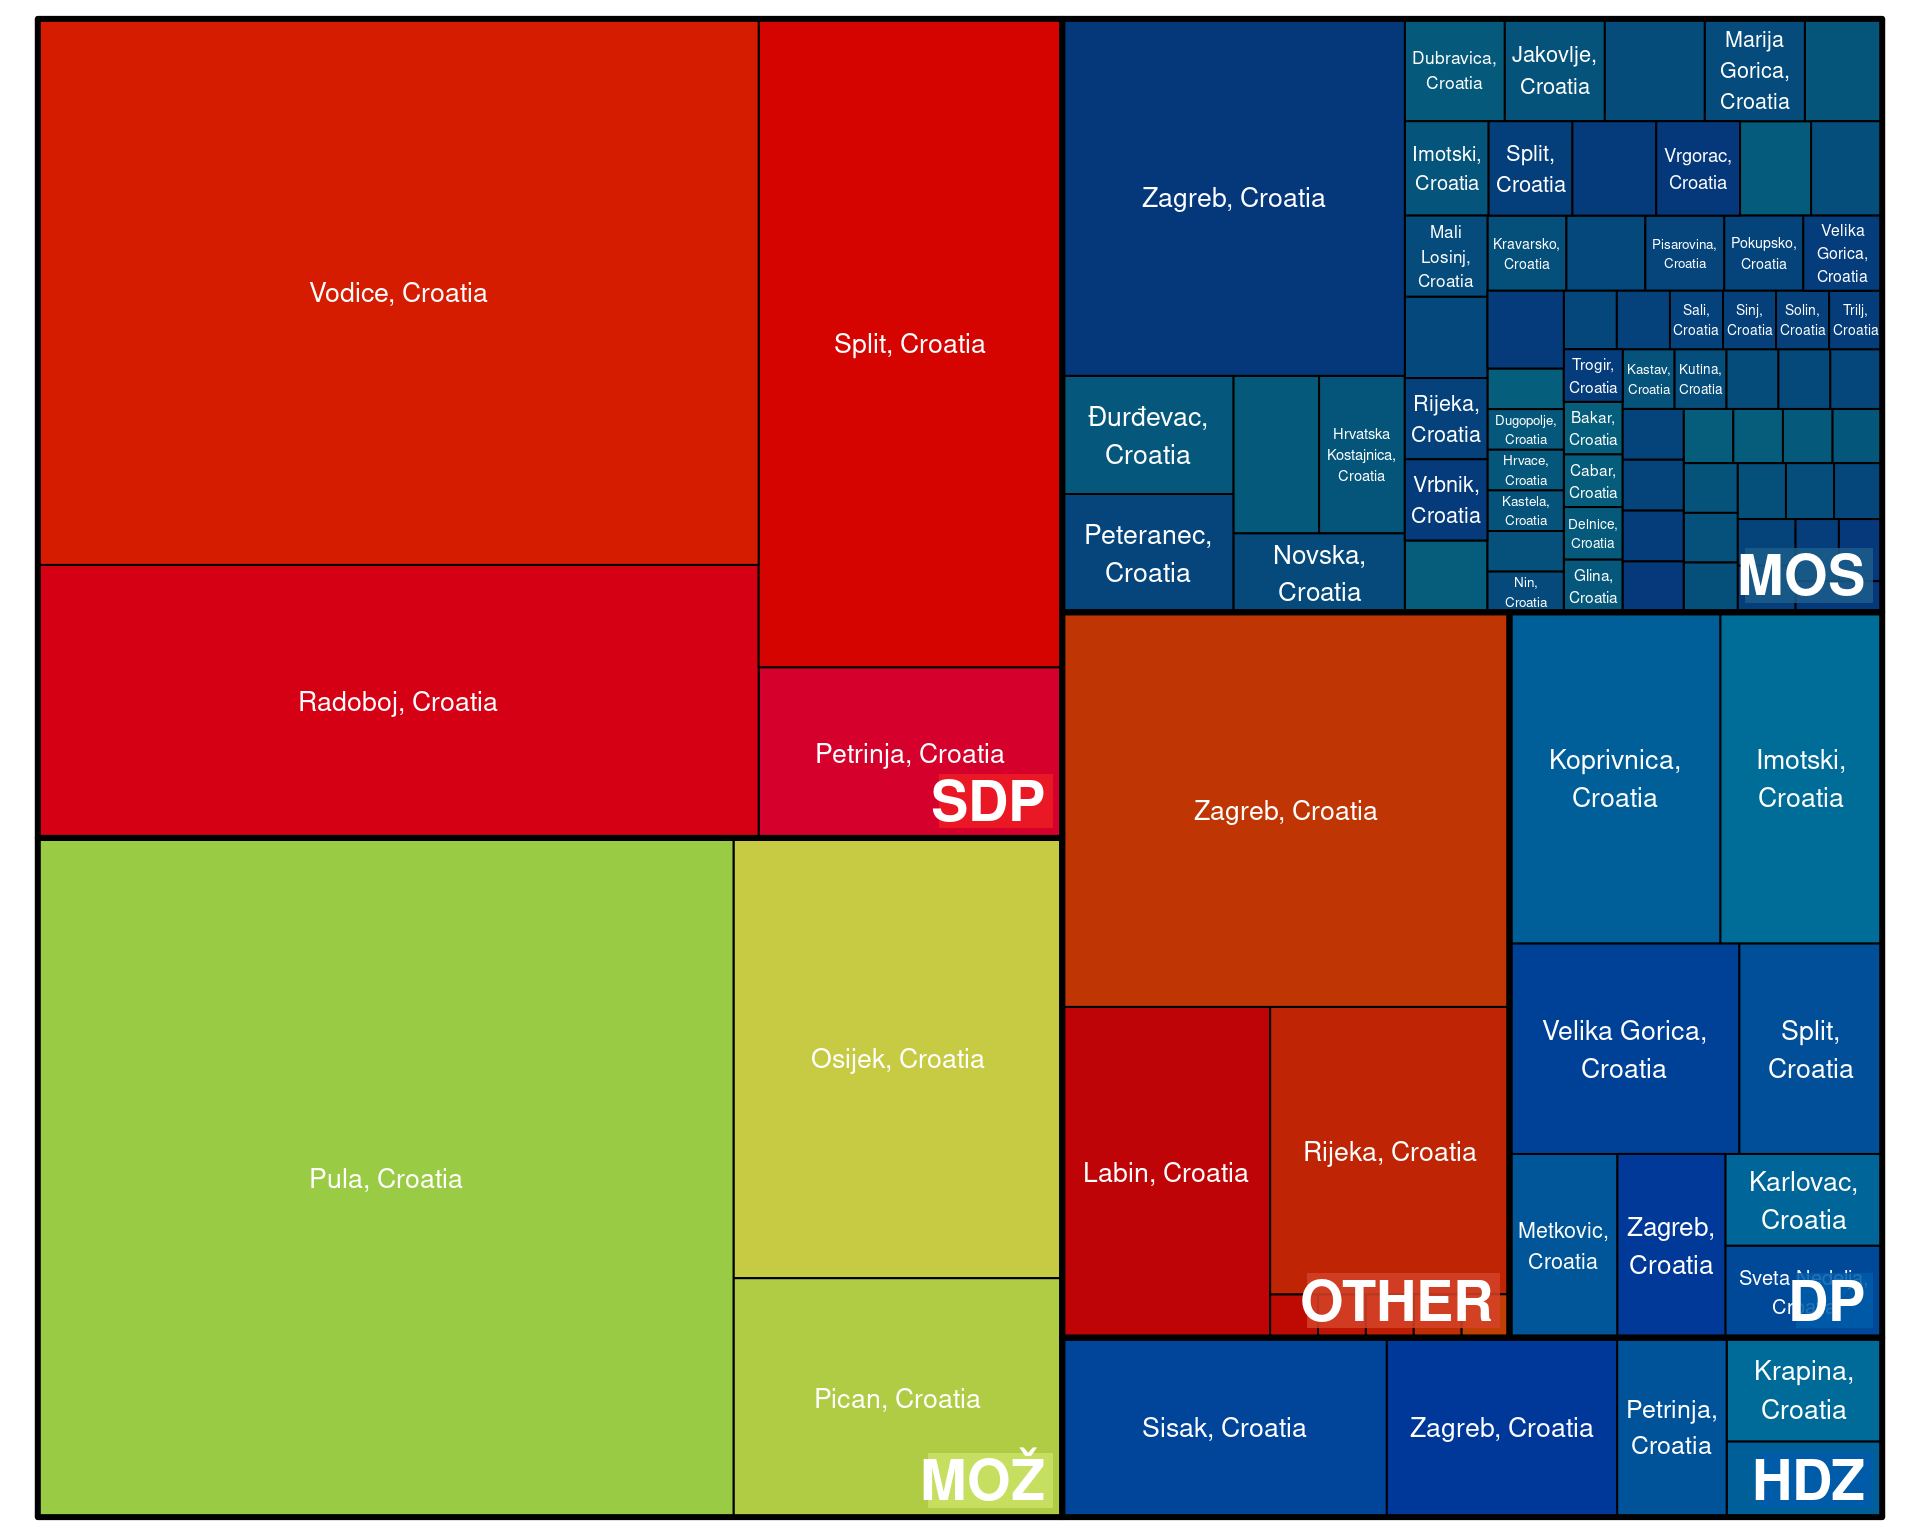 Vodice, Croatia
Split, Croatia
Radoboj, Croatia
Petrinja, Croatia
SDP
Pula, Croatia
Osijek, Croatia
Pican, Croatia
MOŽ
Zagreb, Croatia
Đurđevac,
Croatia
Peteranec,
Croatia
Hrvatska
Kostajnica,
Croatia
Novska,
Croatia
Dubravica,
Croatia
Jakovlje,
Croatia
Marija
Gorica,
Croatia
Imotski,
Croatia
Split,
Croatia
Vrgorac,
Croatia
Mali
Losinj,
Croatia
Kravarsko,
Croatia
Pisarovina,
Croatia
Pokupsko,
Croatia
Velika
Gorica,
Croatia
Sali,
Croatia
Sinj,
Croatia
Solin,
Croatia
Trilj,
Croatia
Rijeka,
Croatia
Vrbnik,
Croatia
Dugopolje,
Croatia
Hrvace,
Croatia
Kastela,
Croatia
Nin,
Croatia
Trogir,
Croatia
Kastav,
Croatia
Kutina,
Croatia
Bakar,
Croatia
Cabar,
Croatia
Delnice,
Croatia
Glina,
Croatia
MOS
Zagreb, Croatia
Labin, Croatia
Rijeka, Croatia
OTHER
Koprivnica,
Croatia
Imotski,
Croatia
Velika Gorica,
Croatia
Split,
Croatia
Metkovic,
Croatia
Zagreb,
Croatia
Karlovac,
Croatia
Sveta Nedelja,
Croatia
DP
Sisak, Croatia
Zagreb, Croatia
Petrinja,
Croatia
Krapina,
Croatia
HDZ